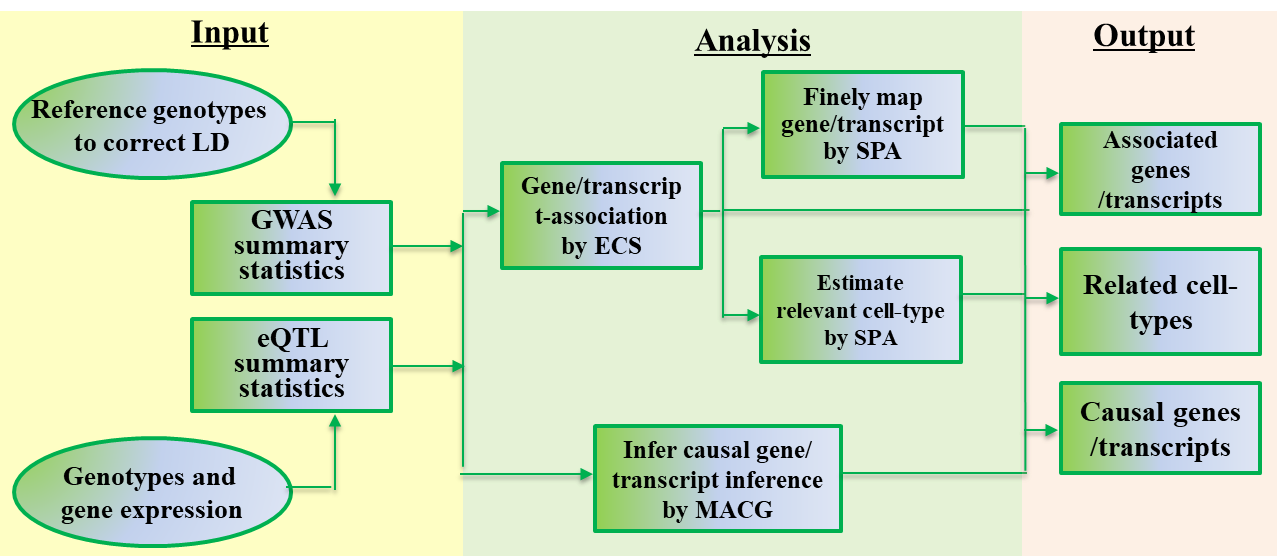 Input
Reference genotypes
to correct LD
GWAS
summary
statistics
eQTL
summary
statistics
Genotypes and
gene expression
Analysis
Gene/transcrip
t-association
by ECS
Finely map
gene/transcript
by SPA
Estimate
relevant cell-type
by SPA
Infer causal gene/
transcript inference
by MACG
Output
Associated
genes
/transcripts
Related cell-
types
Causal genes
/transcripts